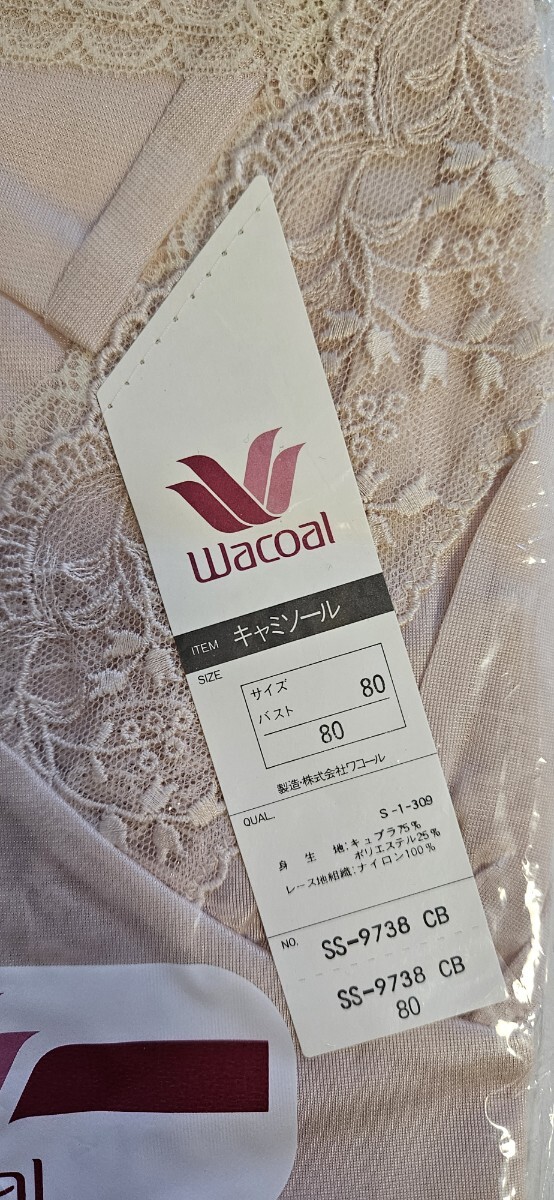 Wacoal
ITEM キャミソール
SIZE
サイズ 80
バスト
80
製造・株式会社ワコール
QUAL.
S-1-309
身生地:キュプラ75%
ポリエステル25%
レース地組織:ナイロン100%
NO.
SS-9738 CB
SS-9738 CB
80
oal